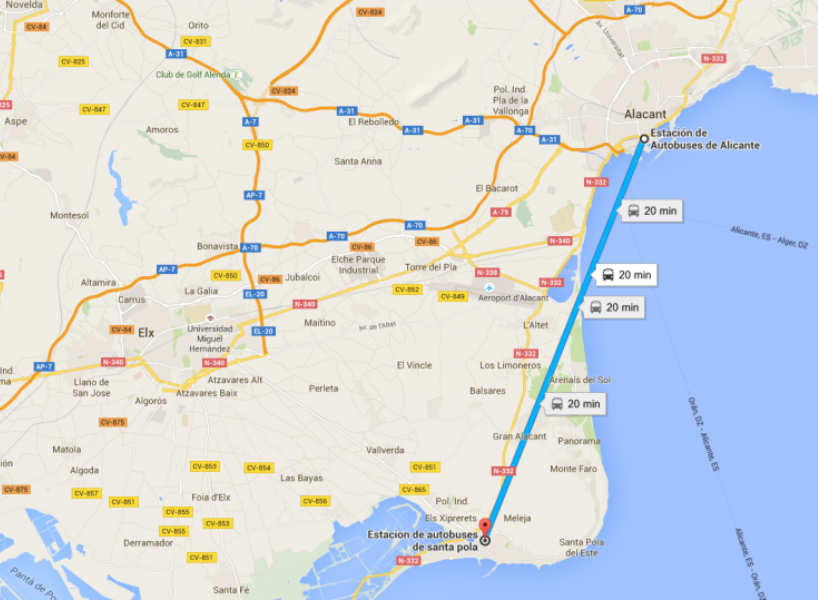 Novelda
Monforte
del Cid
Orito
CV-824
A-70
CV-84
CV-831
A-31
CV-825
Club de Golf Alenda
Av. Universitat
N-332
CV-824
CV-847
CV-847
Pol. Ind.
Pla de la
Vallonga
Aspe
A-31
A-31
A-31
A-7
El Rebolledo
Alacant
Amoros
A-70
A-31
Estación de
Autobuses de Alicante
CV-850
Santa Anna
El Bacarot
N-332
AP-7
20 min
A-79
Montesol
A-70
A-70
Alicante, ES - Alger, DZ
Bonavista
A-70
CV-86
CV-86
N-340
Elche Parque
Industrial
Torre del Pla
AP-7
CV-850
CV-86
Jubalcoi
N-338
20 min
Altamira
La Galia
EL-20
CV-852
CV-849
N-332
Aeroport d'Alacant
Carrus
N-340
20 min
CV-84
Elx
Universidad
Miguel
Hernández
Maitino
L'Altet
EL-20
N-332
AP-7
N-340
N-340
El Vincle
Los Limoneros
Llano de
San Jose
Atzavares Alt
Arenals del Sol
Algorós
Atzavares Baix
Perleta
Balsares
20 min
CV-875
Gran Alacant
Panorama
Orán, DZ - Alicante, ES
Matola
Vallverda
Algoda
CV-853
CV-854
CV-851
N-332
Monte Faro
Las Bayas
CV-875
CV-857
CV-851
Foia d'Elx
CV-856
CV-865
Pol. Ind.
CV-855
CV-853
CV-855
Els Xiprerets
Meleja
Derramador
Estacion de autobuses
de santa pola
Santa Pola
del Este
CV-851
N-332
Santa Fé
Alicante, ES - Orán, DZ